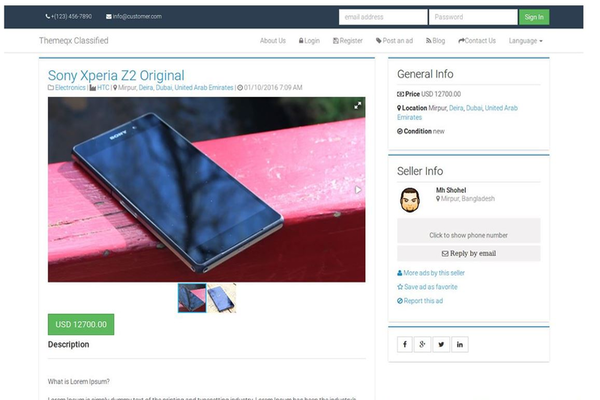 +(123) 456-7890 info@customer.com email address Password Sign In
Themeqx Classified About Us Login Register Post an ad Blog Contact Us Language
Sony Xperia Z2 Original
Electronics | HTC | Mirpur, Deira, Dubai, United Arab Emirates | 01/10/2016 7:09 AM
SONY
USD 12700.00
Description
What is Lorem Ipsum?
Lorem Ipsum is simply dummy text of the printing and typesetting industry. Lorem Ipsum has been the industry's
General Info
Price USD 12700.00
Location Mirpur, Deira, Dubai, United Arab
Emirates
Condition new
Seller Info
Mh Shohel
Mirpur, Bangladesh
Click to show phone number
Reply by email
More ads by this seller
Save ad as favorite
Report this ad